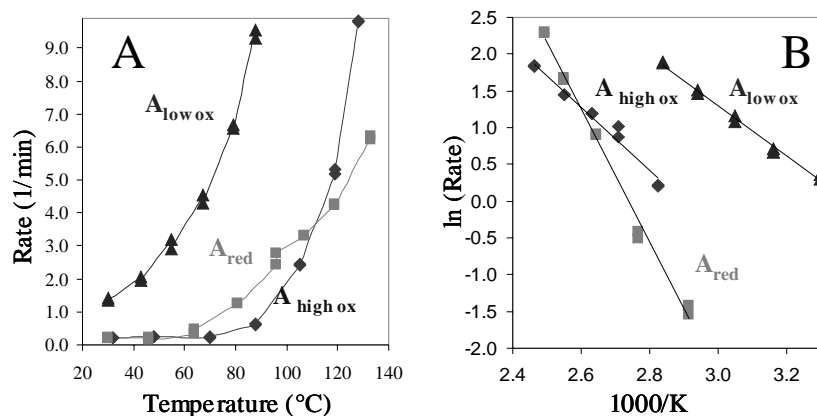 A
A low ox
A red
A high ox
Rate (1/min)
9.0
8.0
7.0
6.0
5.0
4.0
3.0
2.0
1.0
0.0
20 40 60 80 100 120 140
Temperature (°C)
B
A high ox
A low ox
A red
ln (Rate)
2.5
2.0
1.5
1.0
0.5
0.0
-0.5
-1.0
-1.5
-2.0
2.4 2.6 2.7 2.9 3.0 3.2
1000/K